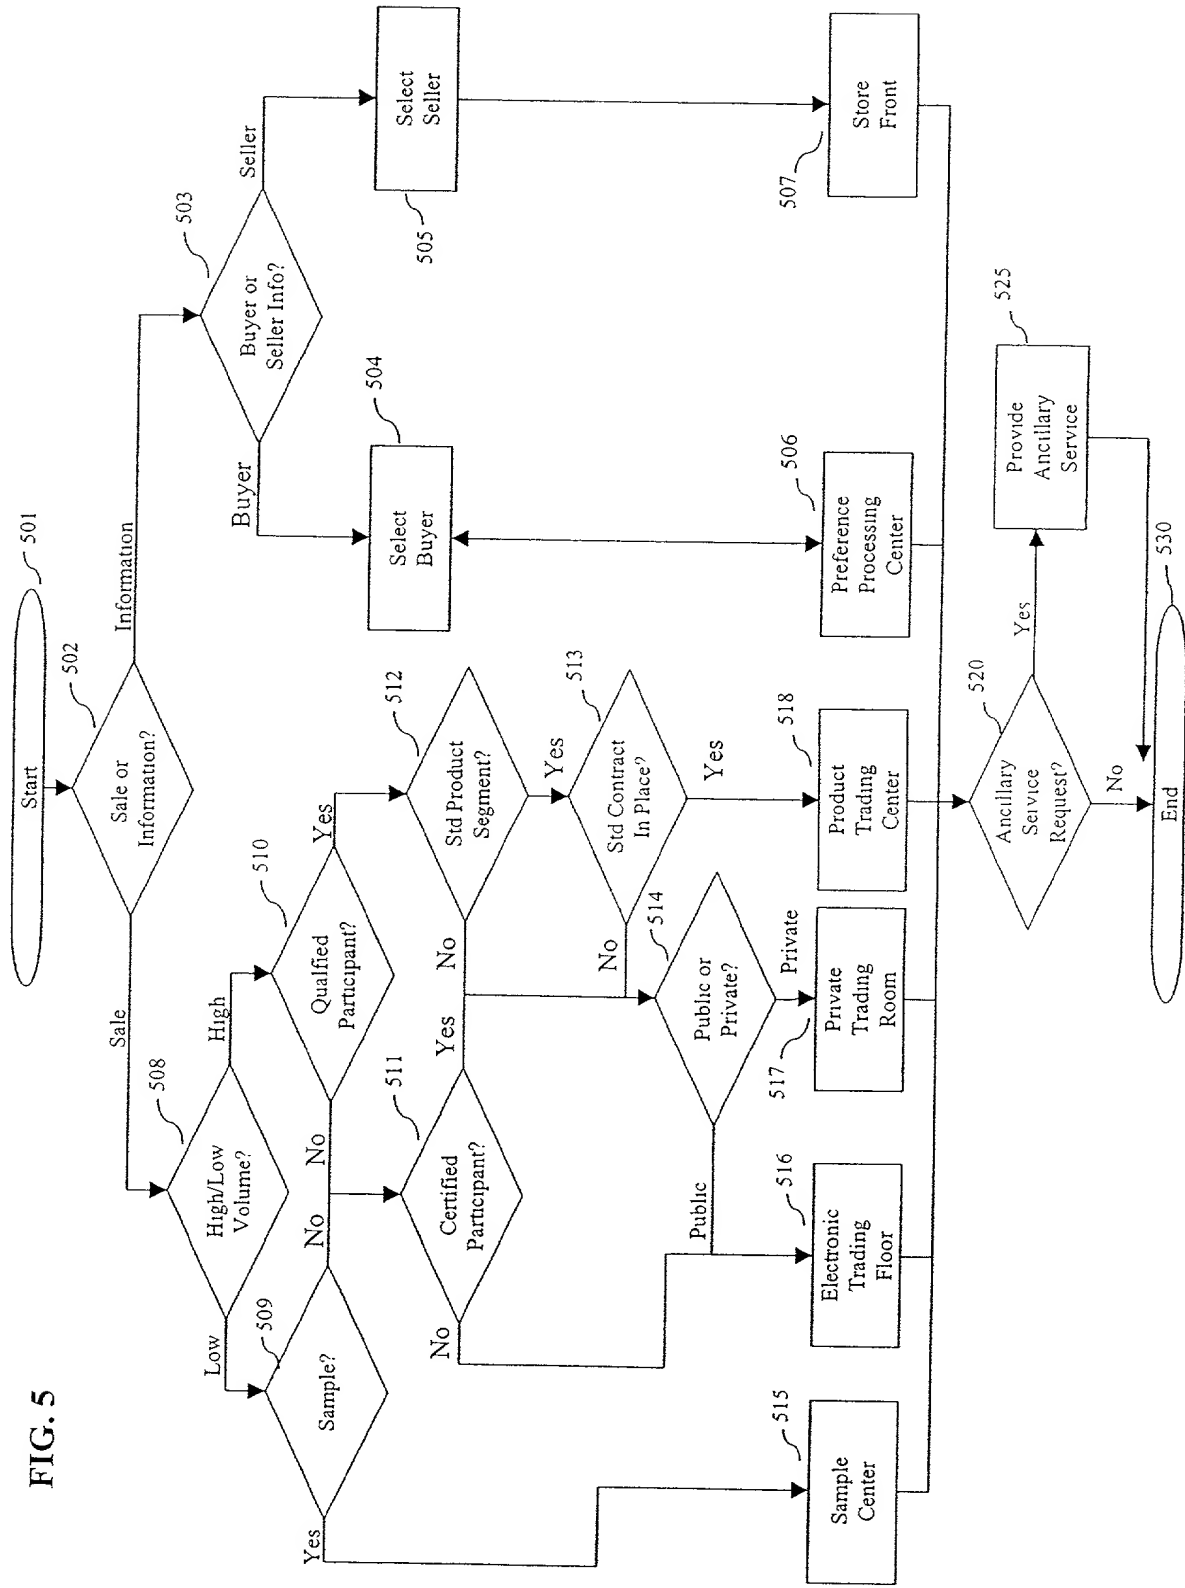 FIG. 5
Start
501
Sale or
Information?
502
Sale
Information
High/Low
Volume?
508
Low
High
Buyer or
Seller Info?
503
Buyer
Seller
Sample?
509
Yes
No
Qualfied
Participant?
510
No
Yes
Select
Buyer
504
Select
Seller
505
Certified
Participant?
511
No
Yes
Std Product
Segment?
512
No
Yes
Std Contract
In Place?
513
No
Yes
Public or
Private?
514
Public
Private
Sample
Center
515
Electronic
Trading
Floor
516
Private
Trading
Room
517
Product
Trading
Center
518
Preference
Processing
Center
506
Store
Front
507
Ancillary
Service
Request?
520
Yes
No
Provide
Ancillary
Service
525
End
530